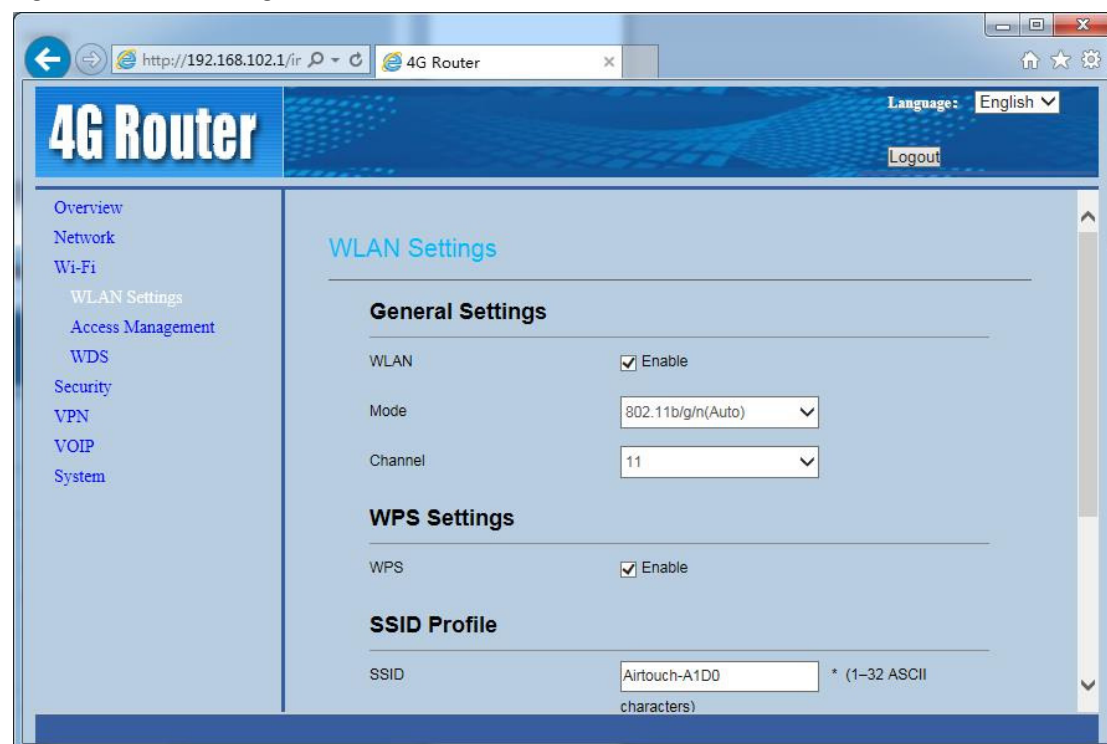 http://192.168.102.1/ir
4G Router
4G Router
Language: English
Logout
Overview
Network
Wi-Fi
WLAN Settings
Access Management
WDS
Security
VPN
VOIP
System
WLAN Settings
General Settings
WLAN Enable
Mode 802.11b/g/n(Auto)
Channel 11
WPS Settings
WPS Enable
SSID Profile
SSID Airtouch-A1D0 * (1–32 ASCII
characters)